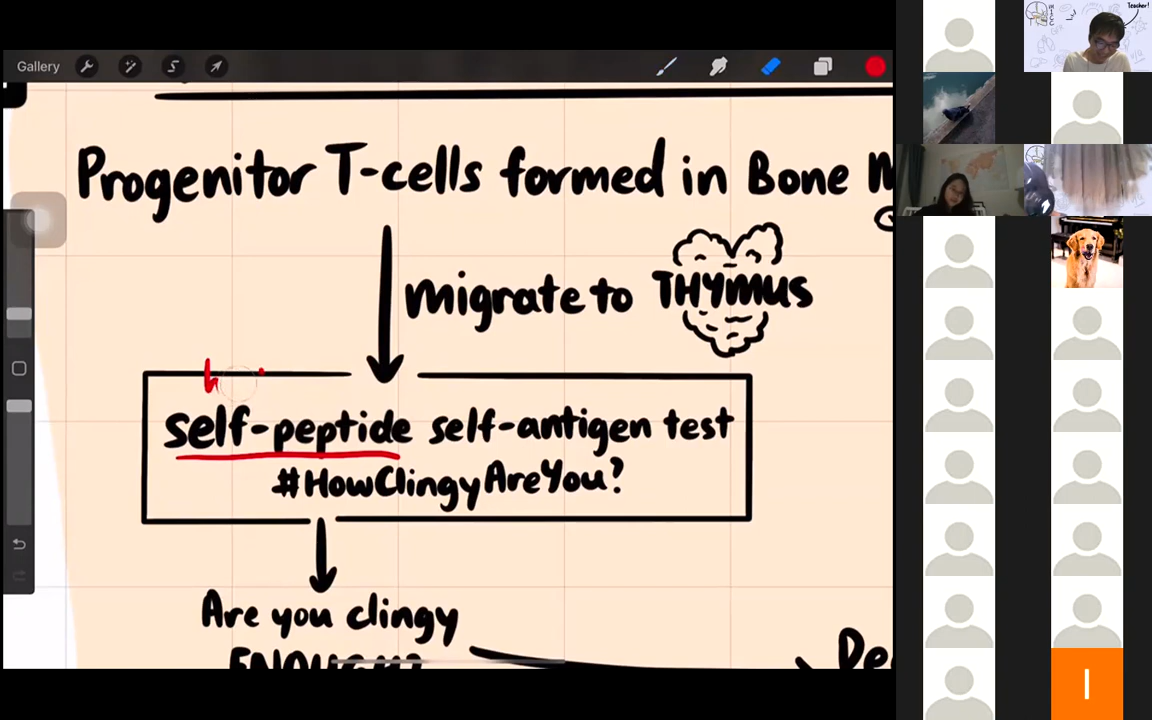 Gallery
Teacher!
Progenitor T-cells formed in Bone
migrate to THYMUS
self-peptide self-antigen test
#HowClingyAreYou?
Are you clingy
I